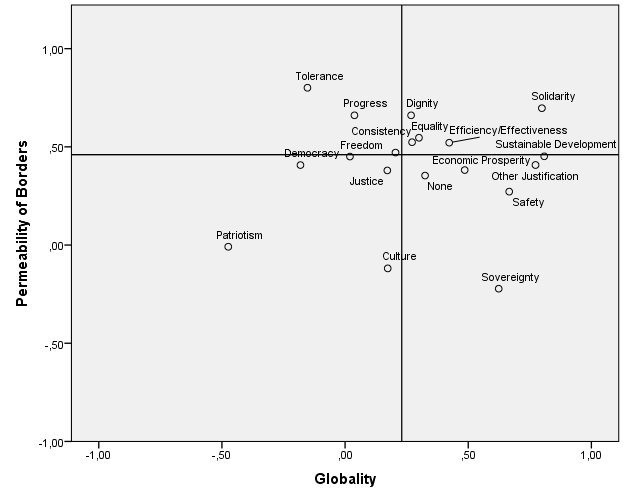 1,00
Tolerance
Solidarity
Progress
Dignity
Equality
Efficiency/Effectiveness
Consistency
,50
Freedom
Sustainable Development
Democracy
Economic Prosperity
Justice
Other Justification
None
Safety
Patriotism
,00
Culture
Sovereignty
-,50
-1,00
-1,00
-,50
,00
,50
1,00
Globality
Permeability of Borders